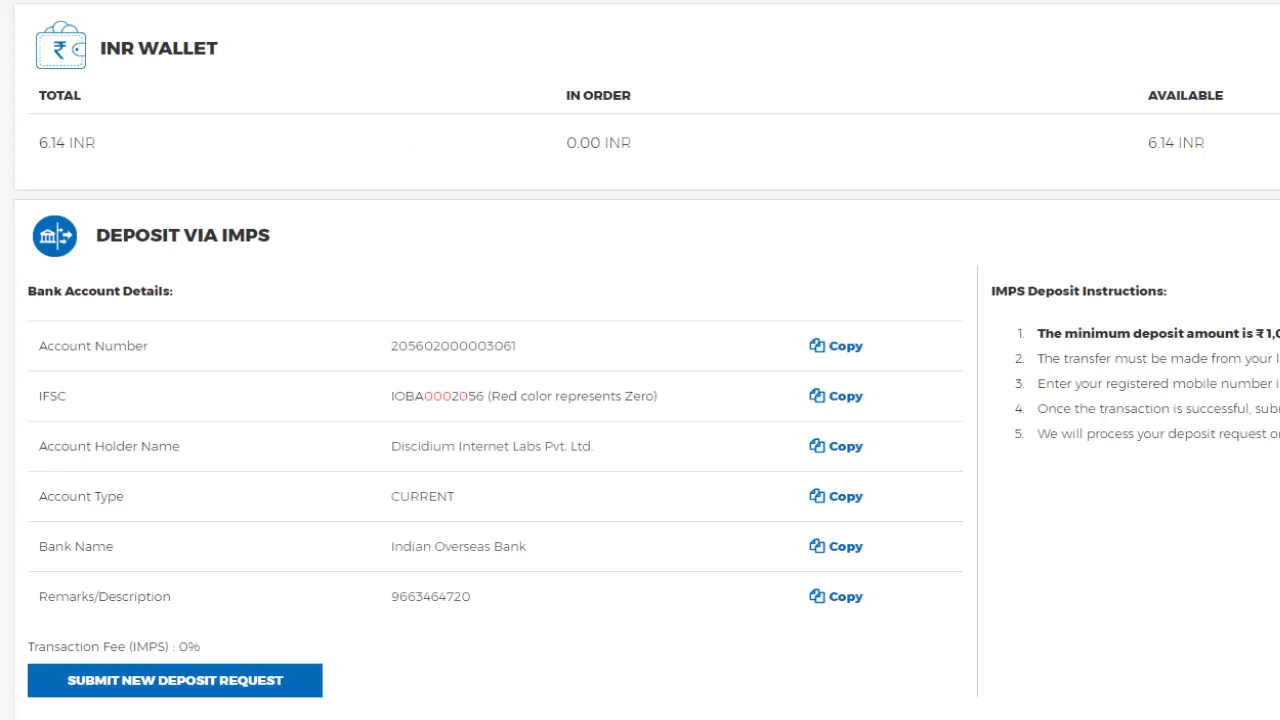 INR WALLET
TOTAL IN ORDER AVAILABLE
6.14 INR 0.00 INR 6.14 INR
DEPOSIT VIA IMPS
Bank Account Details:
Account Number 205602000003061 Copy
IFSC IOBA0002056 (Red color represents Zero) Copy
Account Holder Name Discidium Internet Labs Pvt. Ltd. Copy
Account Type CURRENT Copy
Bank Name Indian Overseas Bank Copy
Remarks/Description 9663464720 Copy
Transaction Fee (IMPS) : 0%
SUBMIT NEW DEPOSIT REQUEST
IMPS Deposit Instructions:
1. The minimum deposit amount is ₹1,0
2. The transfer must be made from your
3. Enter your registered mobile number
4. Once the transaction is successful, sub
5. We will process your deposit request